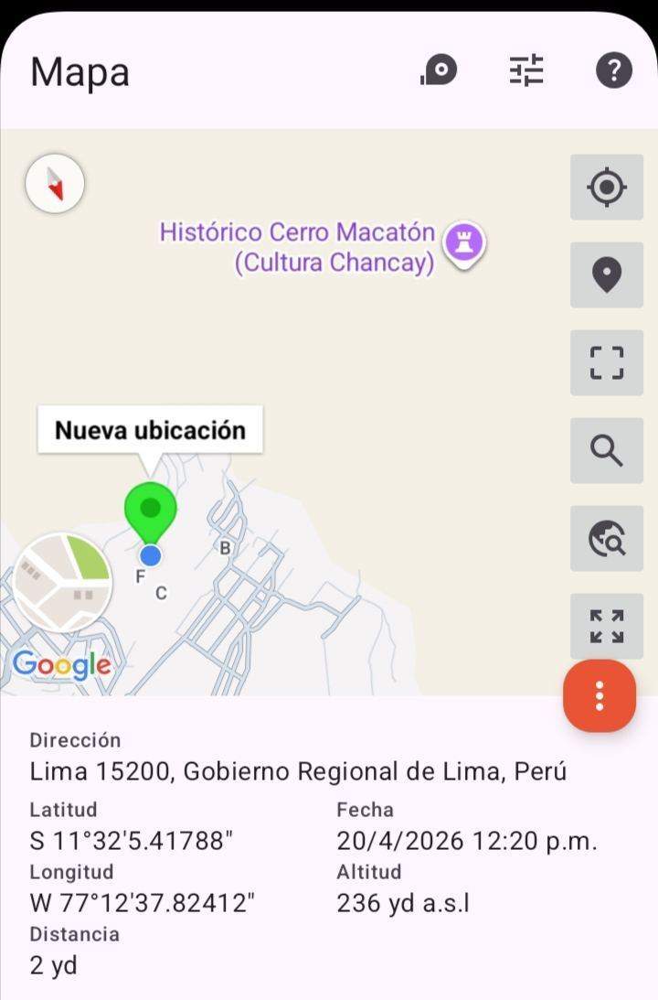 Mapa
Histórico Cerro Macatón
(Cultura Chancay)
Nueva ubicación
B
F
C
Google
Dirección
Lima 15200, Gobierno Regional de Lima, Perú
Latitud
S 11°32'5.41788"
Fecha
20/4/2026 12:20 p.m.
Longitud
W 77°12'37.82412"
Altitud
236 yd a.s.l
Distancia
2 yd